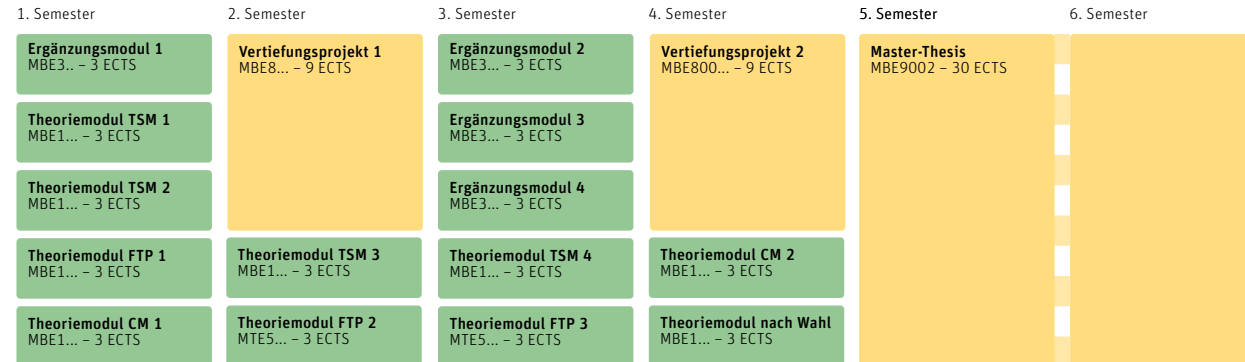 1. Semester
2. Semester
3. Semester
4. Semester
5. Semester
6. Semester
Ergänzungsmodul 1
MBE3.. – 3 ECTS
Theoriemodul TSM 1
MBE1... – 3 ECTS
Theoriemodul TSM 2
MBE1... – 3 ECTS
Theoriemodul FTP 1
MBE1... – 3 ECTS
Theoriemodul CM 1
MBE1... – 3 ECTS
Vertiefungsprojekt 1
MBE8... – 9 ECTS
Theoriemodul TSM 3
MBE1... – 3 ECTS
Theoriemodul FTP 2
MTE5... – 3 ECTS
Ergänzungsmodul 2
MBE3... – 3 ECTS
Ergänzungsmodul 3
MBE3... – 3 ECTS
Ergänzungsmodul 4
MBE3... – 3 ECTS
Theoriemodul TSM 4
MBE1... – 3 ECTS
Theoriemodul FTP 3
MTE5... – 3 ECTS
Vertiefungsprojekt 2
MBE800... – 9 ECTS
Theoriemodul CM 2
MBE1... – 3 ECTS
Theoriemodul nach Wahl
MBE1... – 3 ECTS
Master-Thesis
MBE9002 – 30 ECTS